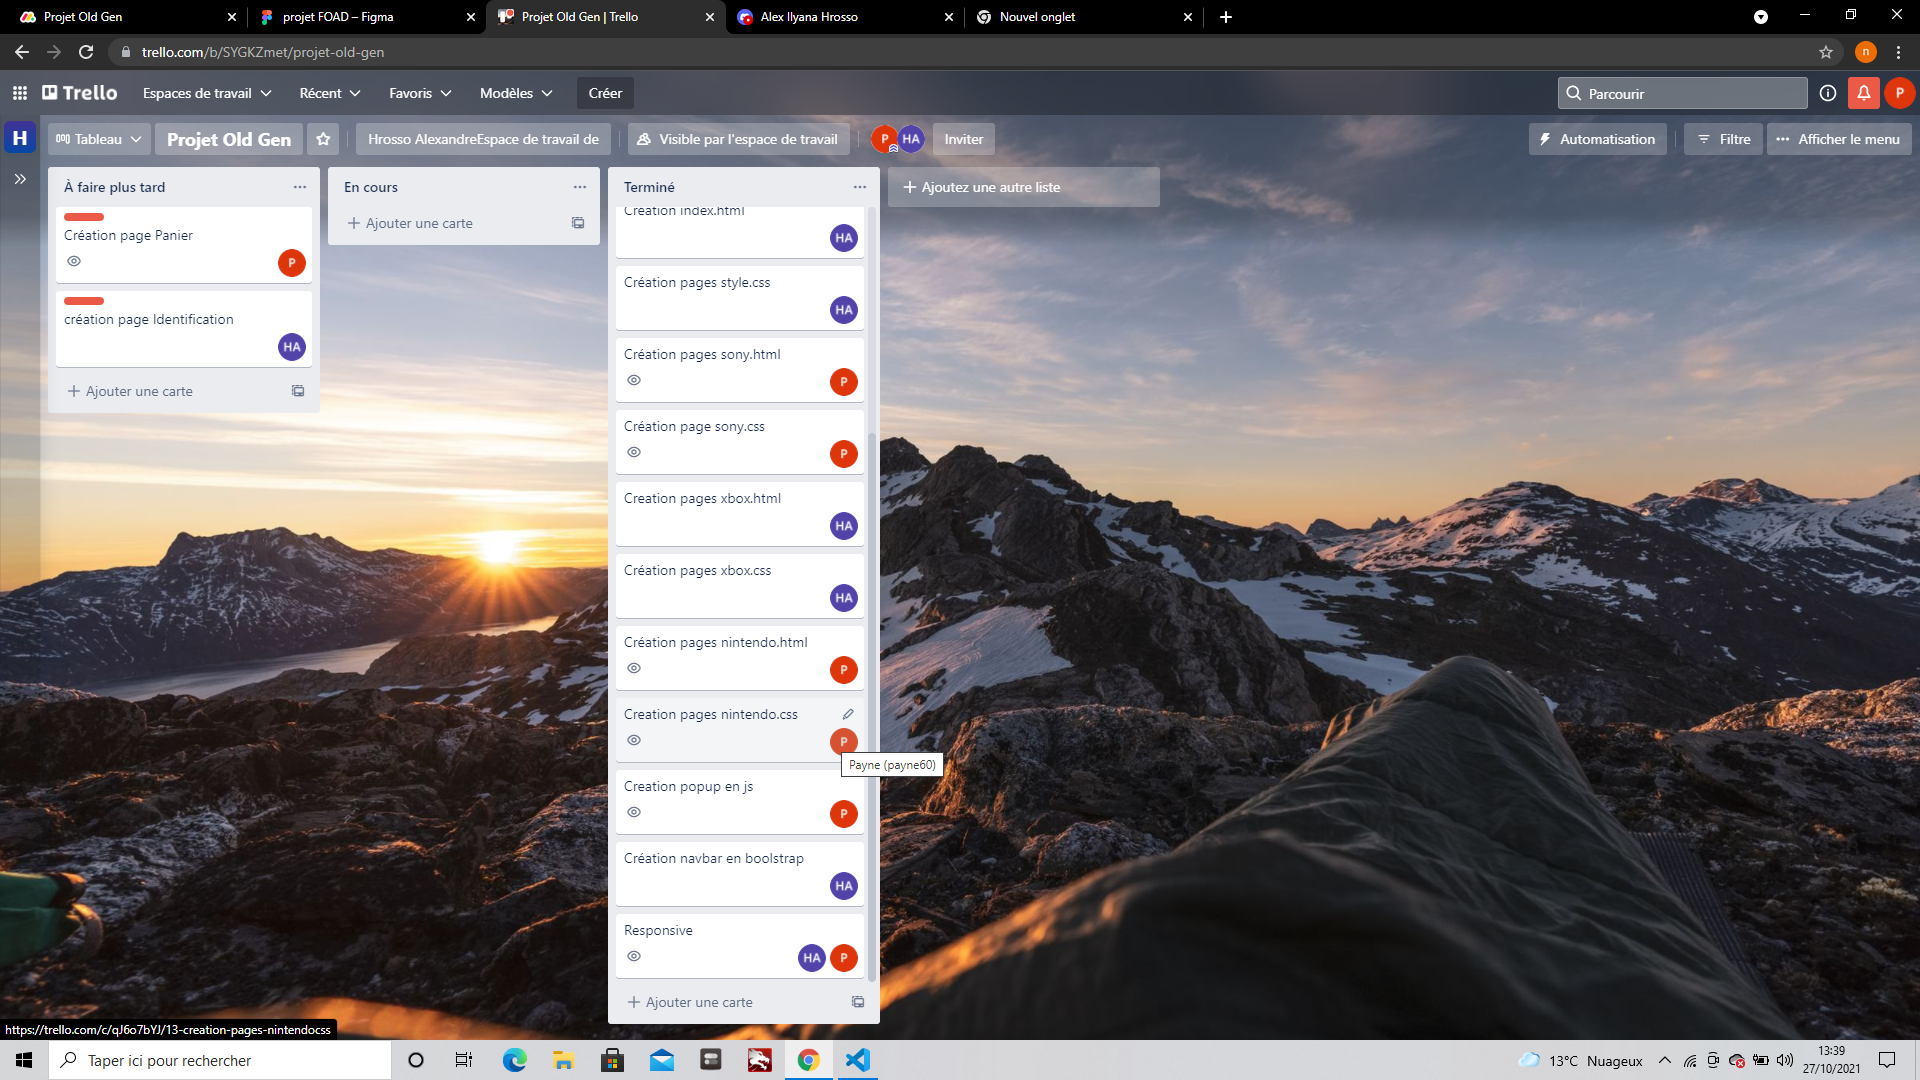 Projet Old Gen
projet FOAD – Figma
Projet Old Gen | Trello
Alex Ilyana Hrosso
Nouvel onglet
trello.com/b/SYGKZmet/projet-old-gen
n
Trello
Espaces de travail
Récent
Favoris
Modèles
Créer
Parcourir
P
H
Tableau
Projet Old Gen
Hrosso AlexandreEspace de travail de
Visible par l'espace de travail
P
HA
Inviter
Automatisation
Filtre
Afficher le menu
À faire plus tard
Création page Panier
P
création page Identification
HA
Ajouter une carte
En cours
Ajouter une carte
Terminé
Creation index.html
HA
Création pages style.css
HA
Création pages sony.html
P
Création page sony.css
P
Creation pages xbox.html
HA
Création pages xbox.css
HA
Création pages nintendo.html
P
Creation pages nintendo.css
P
Payne (payne60)
Creation popup en js
P
Création navbar en boolstrap
HA
Responsive
HA
P
Ajouter une carte
Ajoutez une autre liste
https://trello.com/c/qJ6o7bYJ/13-creation-pages-nintendocss
Taper ici pour rechercher
13°C Nuageux
13:39
27/10/2021